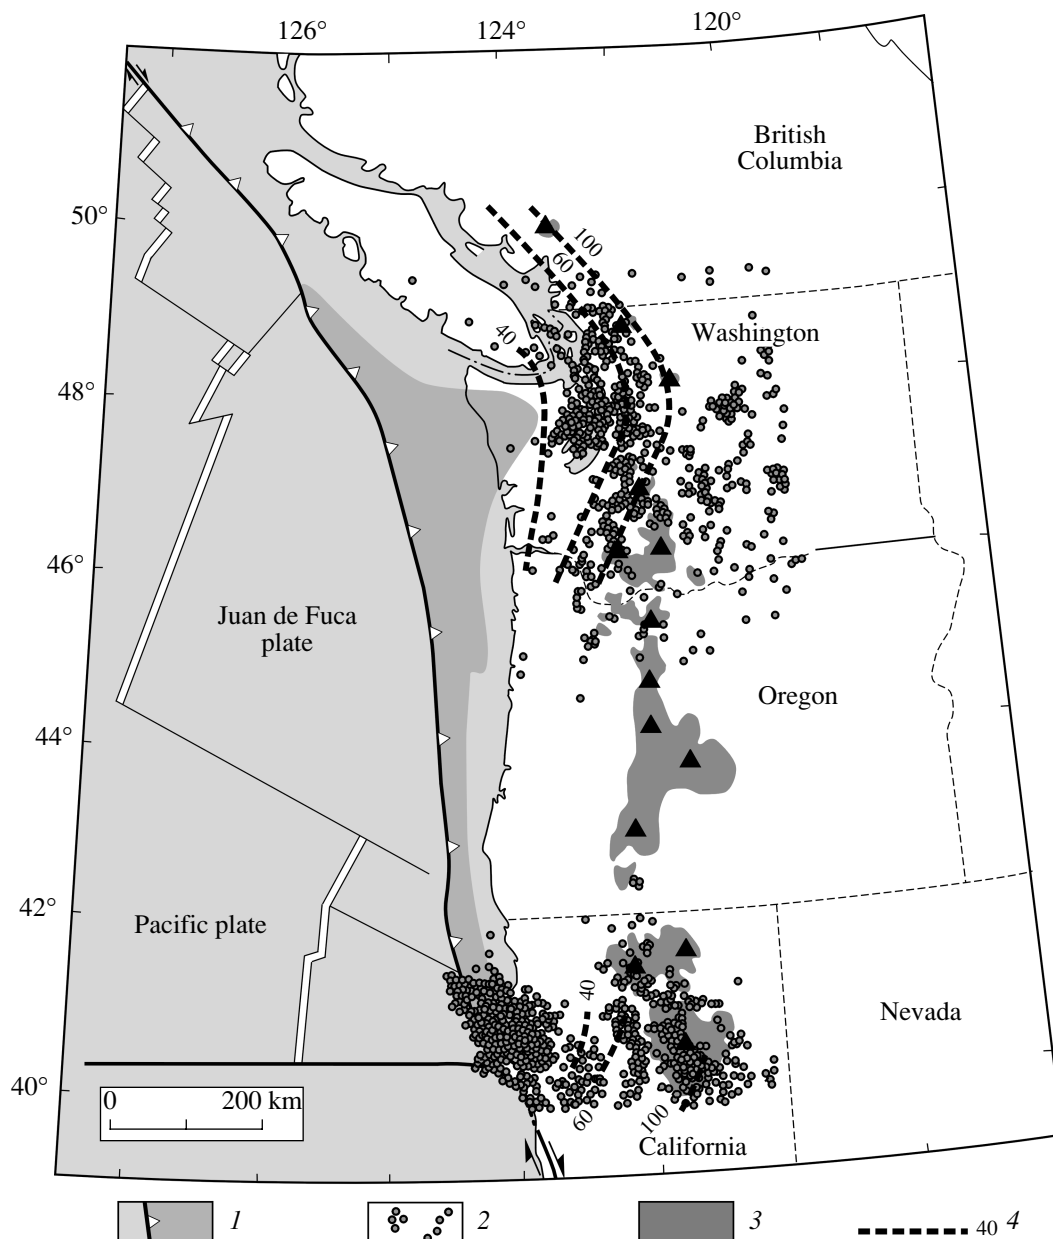 126°
124°
120°
British
Columbia
50°
100
60
40
Washington
48°
46°
Juan de Fuca
plate
Oregon
44°
42°
Pacific plate
40
Nevada
40°
0
200 km
60
100
California
1
2
3
40
4